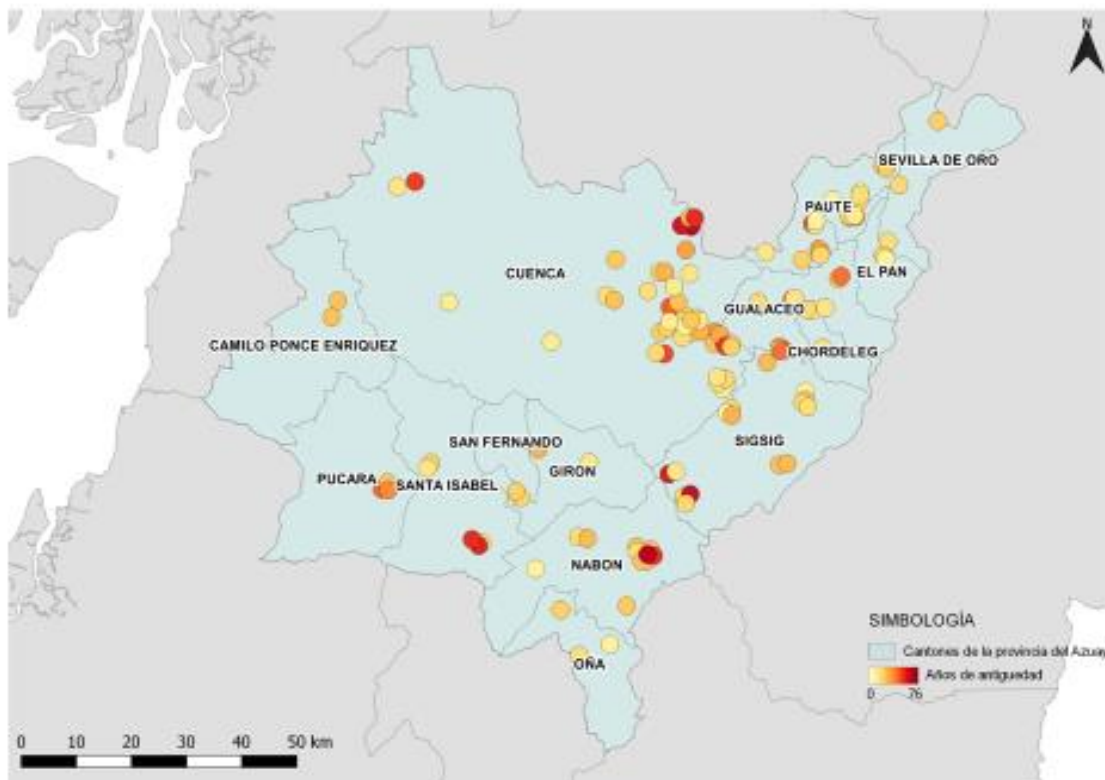 N
SEVILLA DE ORO
PAUTE
CUENCA
EL PAN
GUALACEO
CAMILO PONCE ENRIQUEZ
CHORDELEG
SAN FERNANDO
SIGSIG
GIRON
PUCARA
SANTA ISABEL
NABON
SIMBOLOGÍA
Cantones de la provincia del Azuay
Años de antiguedad
0 76
OÑA
0 10 20 30 40 50 km